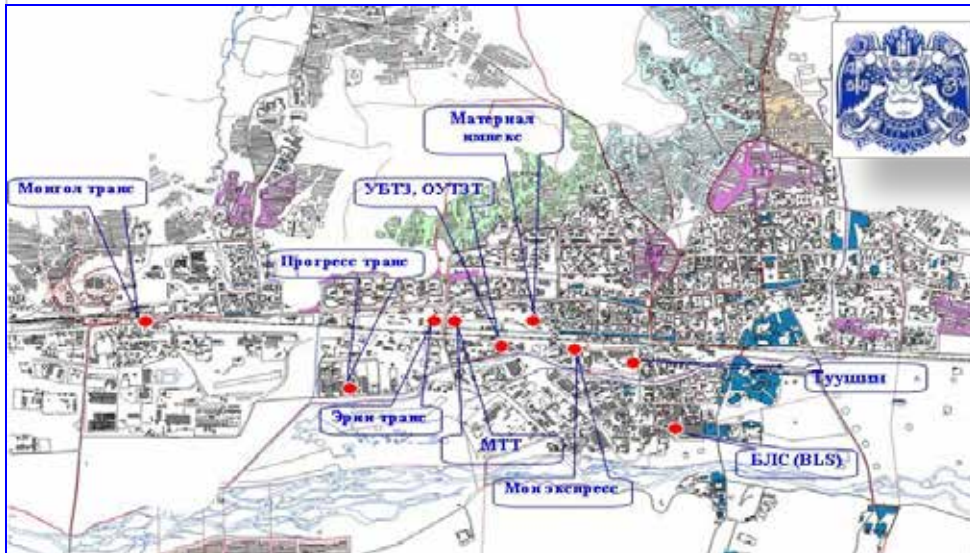 Материал
импекс
Монгол транс
УБТЗ, ОУТЗТ
Прогресс транс
Туушин
Эрин транс
МТТ
БЛС (BLS)
Мон экспресс